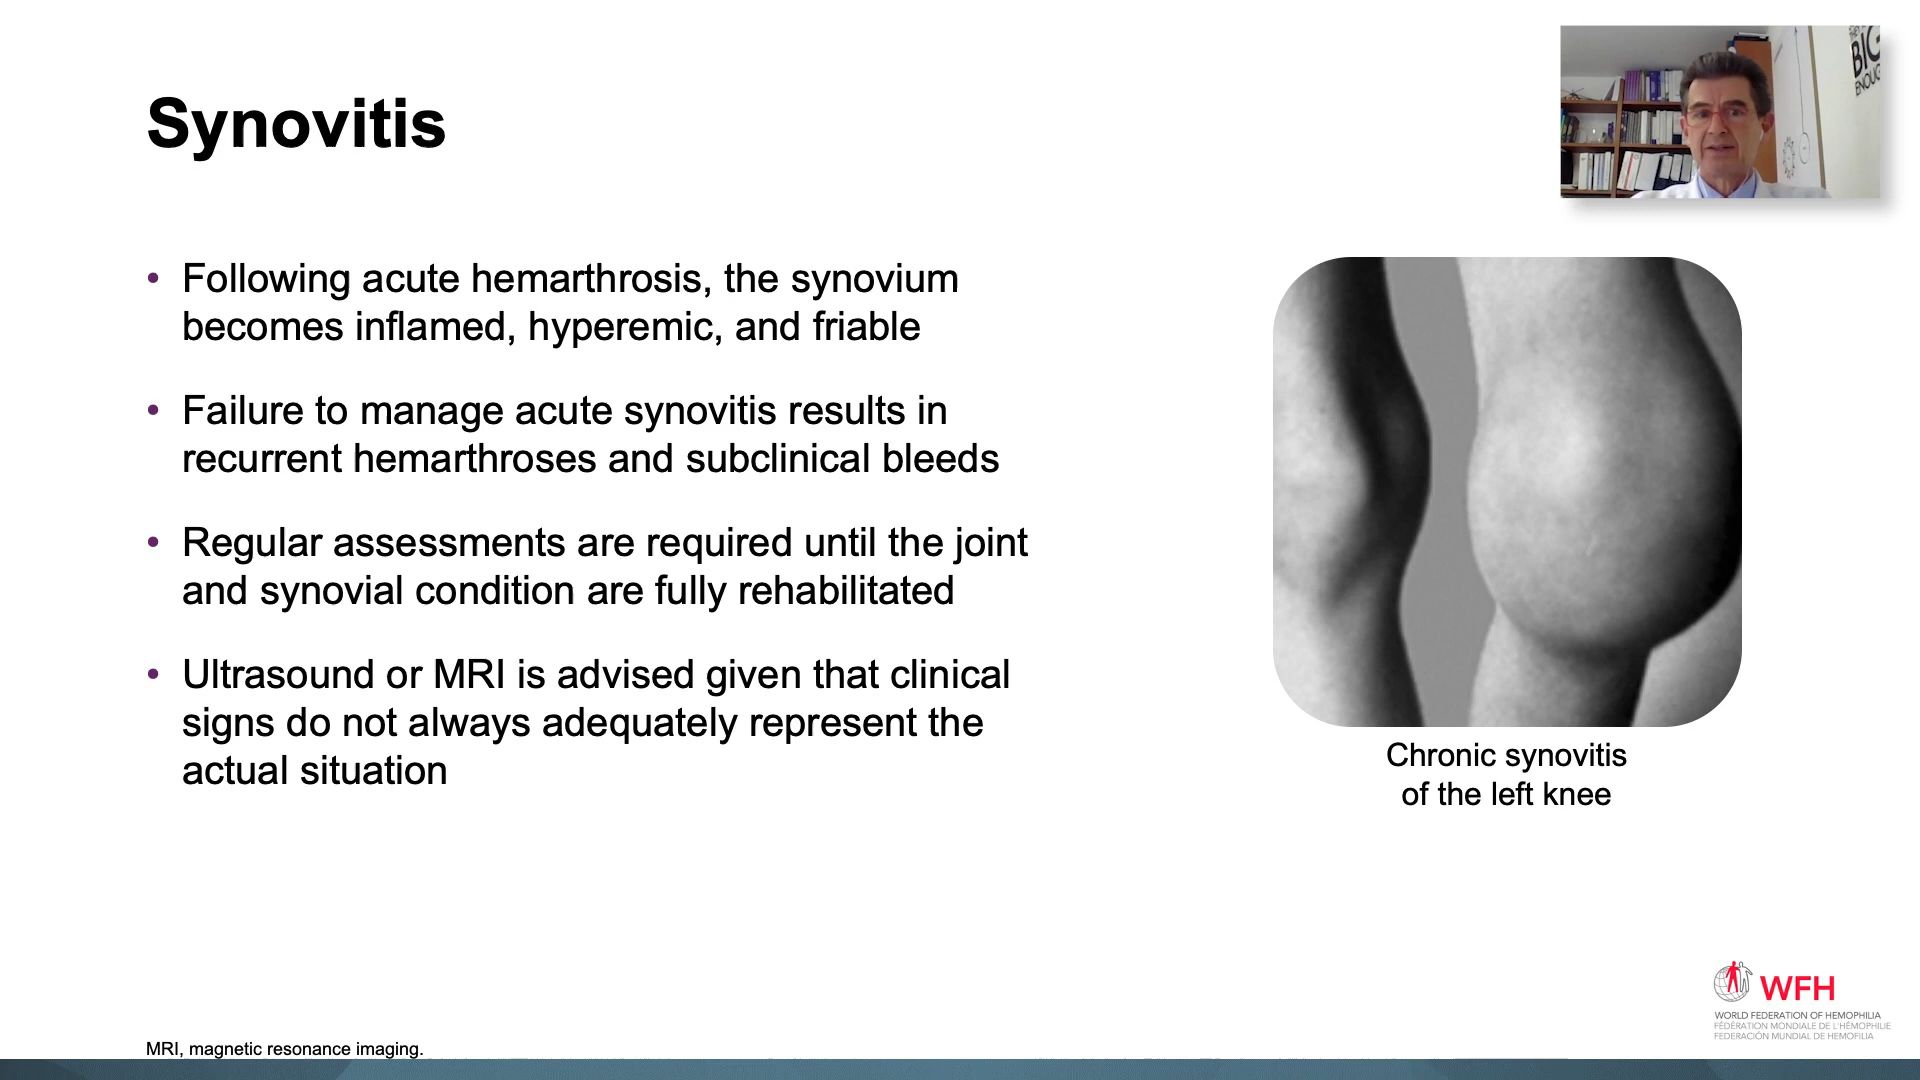 Synovitis
BIG
ENOUG
• Following acute hemarthrosis, the synovium
becomes inflamed, hyperemic, and friable
• Failure to manage acute synovitis results in
recurrent hemarthroses and subclinical bleeds
• Regular assessments are required until the joint
and synovial condition are fully rehabilitated
• Ultrasound or MRI is advised given that clinical
signs do not always adequately represent the
actual situation
Chronic synovitis
of the left knee
WFH
WORLD FEDERATION OF HEMOPHILIA
FÉDÉRATION MONDIALE DE L'HÉMOPHILIE
FEDERACIÓN MUNDIAL DE HEMOFILIA
MRI, magnetic resonance imaging.